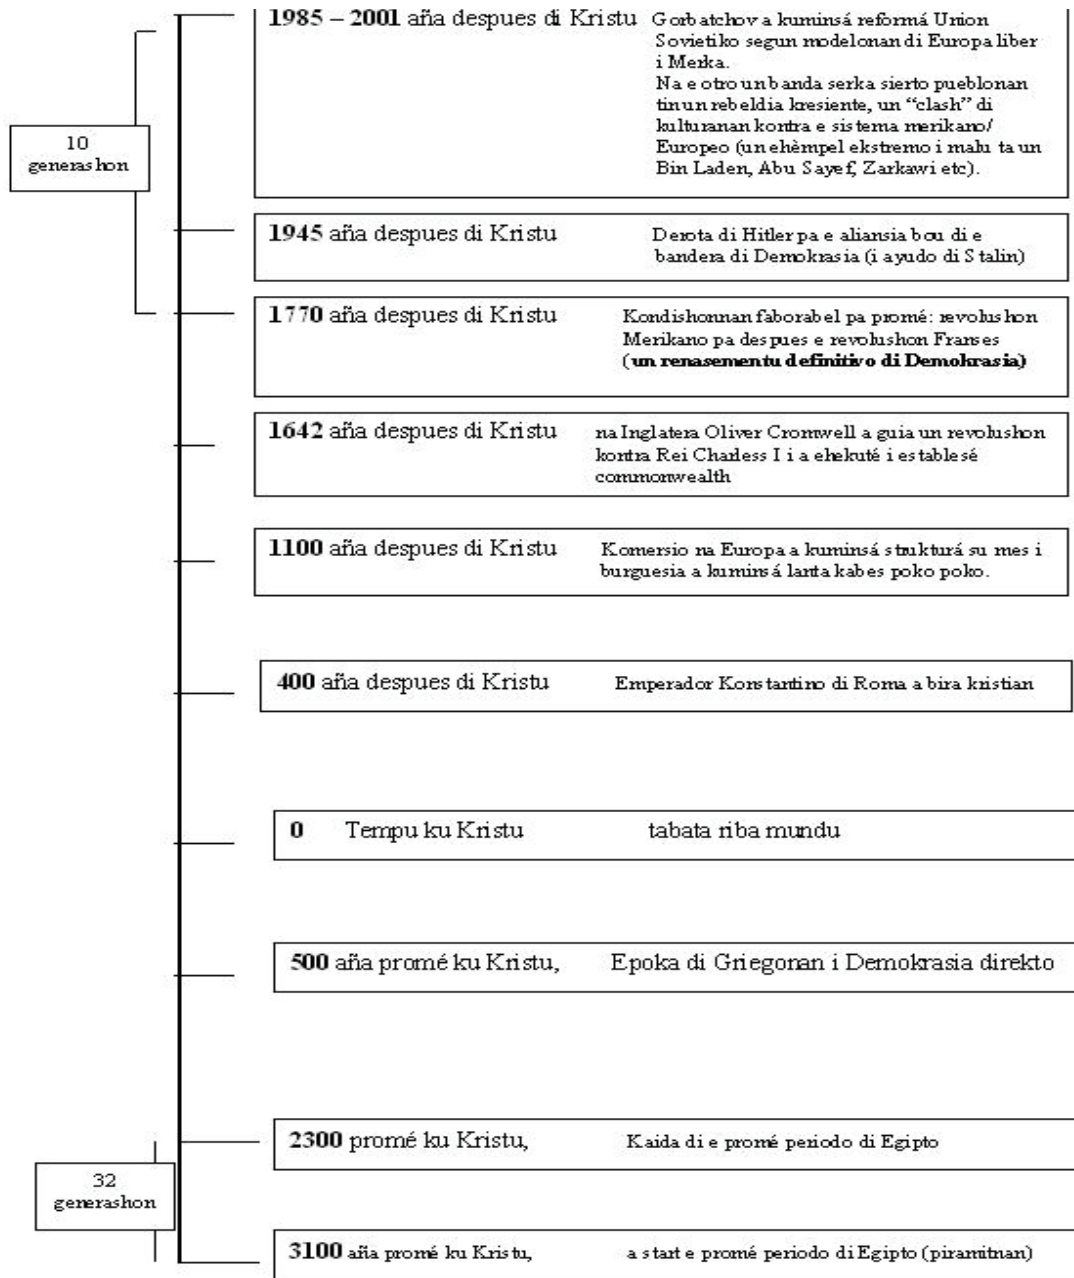 1985 – 2001 aña despues di Kristu Gorbatchov a kuminsá reformá Union
Sovietiko segun modelonan di Europa liber
i Merka.
Na e otro un banda serka sierto pueblonan
tin un rebeldia kresiente, un “clash” di
kulturanan kontra e sistema merikano/
Europeo (un ehèmpel ekstremo i malu ta un
Bin Laden, Abu Sayef, Zarkawi etc).
10
generashon
1945 aña despues di Kristu Derota di Hitler pa e aliansia bou di e
bandera di Demokrasia (i ayudo di Stalin)
1770 aña despues di Kristu Kondishonnan faborabel pa promé: revolushon
Merikano pa despues e revolushon Franses
(un renasementu definitivo di Demokrasia)
1642 aña despues di Kristu na Inglatera Oliver Cromwell a guia un revolushon
kontra Rei Charless I i a ehekuté i establesé
commonwealth
1100 aña despues di Kristu Komersio na Europa a kuminsá strukturá su mes i
burguesia a kuminsá lanta kabes poko poko.
400 aña despues di Kristu Emperador Konstantino di Roma a bira kristian
0 Tempu ku Kristu tabata riba mundu
500 aña promé ku Kristu, Epoka di Griegonan i Demokrasia direkto
2300 promé ku Kristu, Kaida di e promé periodo di Egipto
32
generashon
3100 aña promé ku Kristu, a start e promé periodo di Egipto (piramitnan)